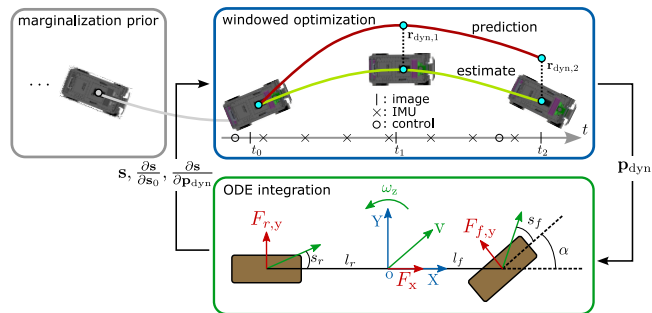 marginalization prior
windowed optimization
prediction
r_dyn,1
r_dyn,2
estimate
. . .
| : image
× : IMU
○ : control
t_0
t_1
t_2
t
s, ∂s/∂s_0, ∂s/∂p_dyn
p_dyn
ODE integration
ω_z
F_r,y
Y
V
F_f,y
s_f
s_r
l_r
O
F_x
X
l_f
α